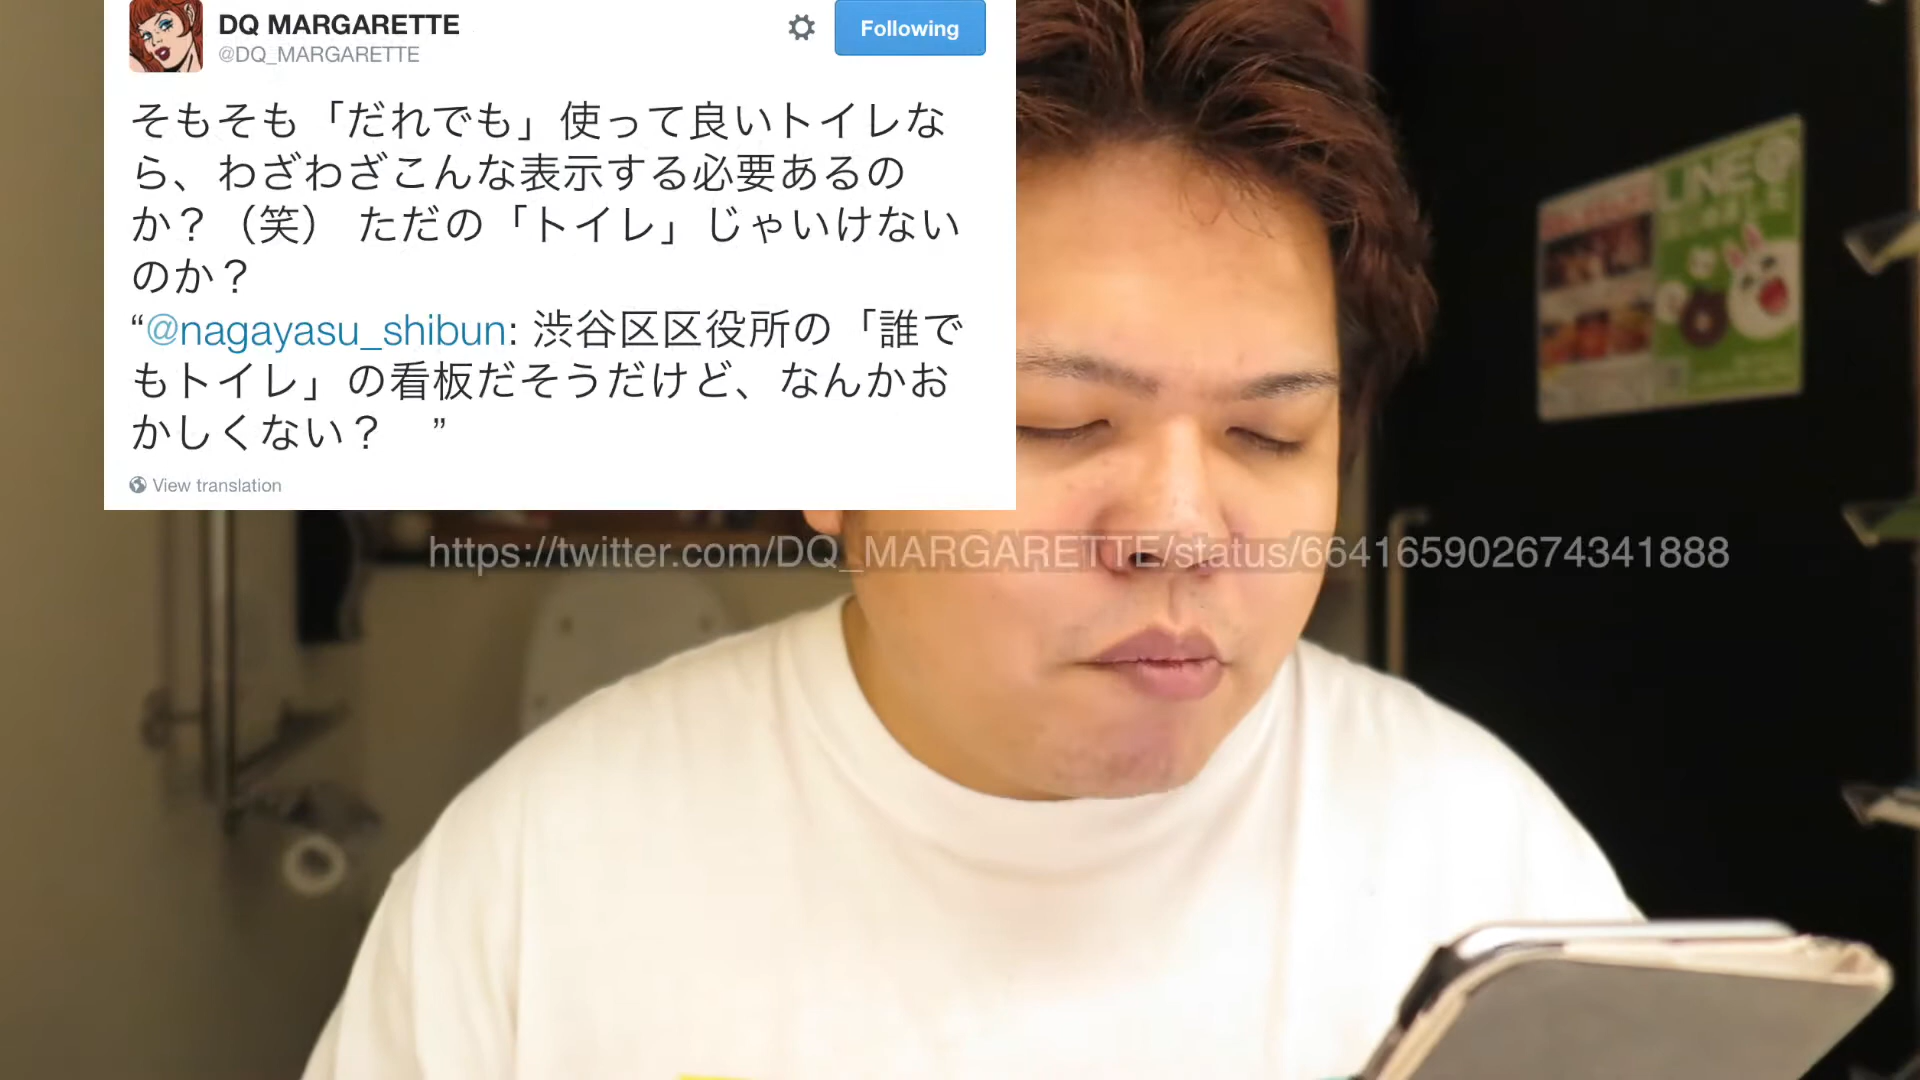 DQ MARGARETTE
@DQ_MARGARETTE
Following
そもそも「だれでも」使って良いトイレな
ら、わざわざこんな表示する必要あるの
か？（笑） ただの「トイレ」じゃいけない
のか？
“@nagayasu_shibun: 渋谷区区役所の「誰で
もトイレ」の看板だそうだけど、なんかお
かしくない？ ”
View translation
https://twitter.com/DQ_MARGARETTE/status/664165902674341888
LINE@